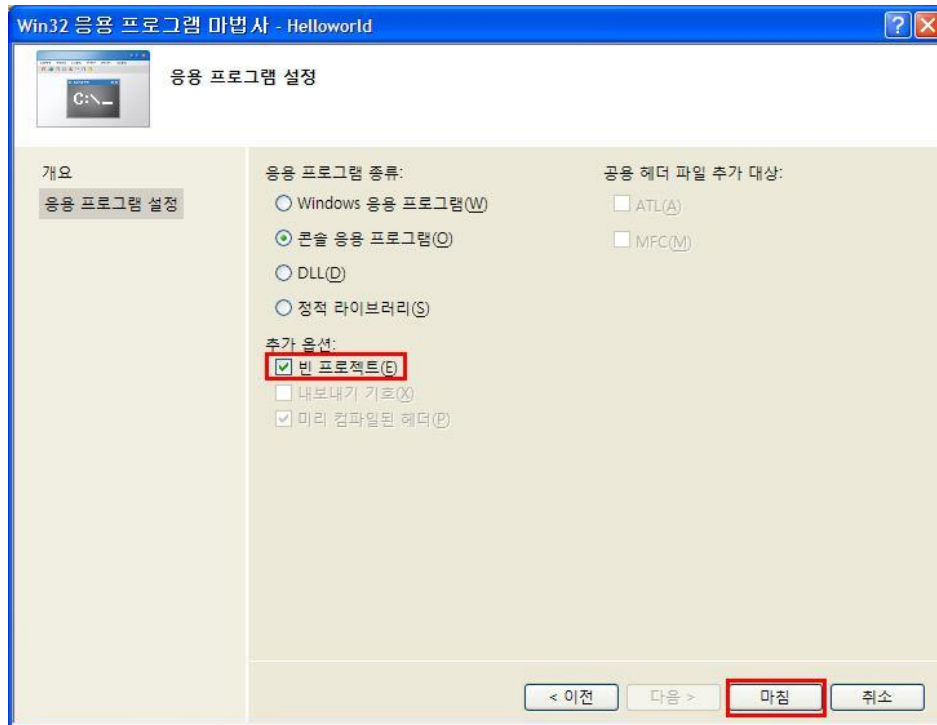 Win32 응용 프로그램 마법사 - Helloworld
C:\_
응용 프로그램 설정
개요
응용 프로그램 설정
응용 프로그램 종류:
Windows 응용 프로그램(W)
콘솔 응용 프로그램(O)
DLL(D)
정적 라이브러리(S)
추가 옵션:
빈 프로젝트(E)
내보내기 기호(X)
미리 컴파일된 헤더(P)
공용 헤더 파일 추가 대상:
ATL(A)
MFC(M)
< 이전
다음 >
마침
취소